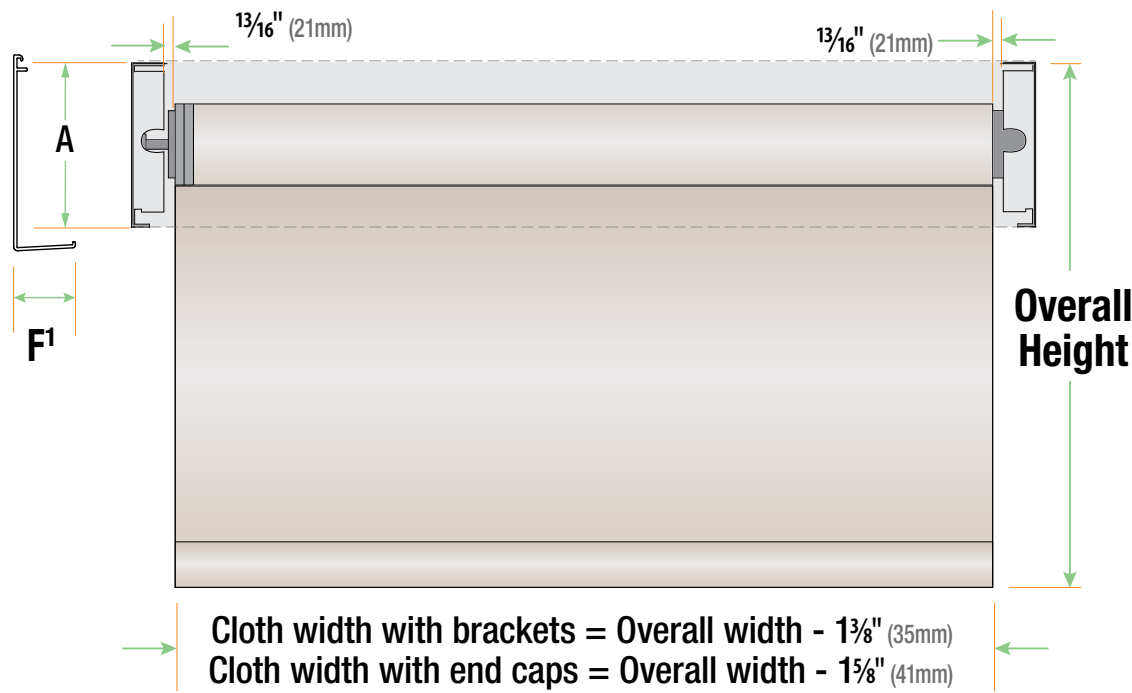 13⁄16" (21mm)
13⁄16" (21mm)
A
F¹
Overall
Height
Cloth width with brackets = Overall width - 1⅜" (35mm)
Cloth width with end caps = Overall width - 1⅝" (41mm)